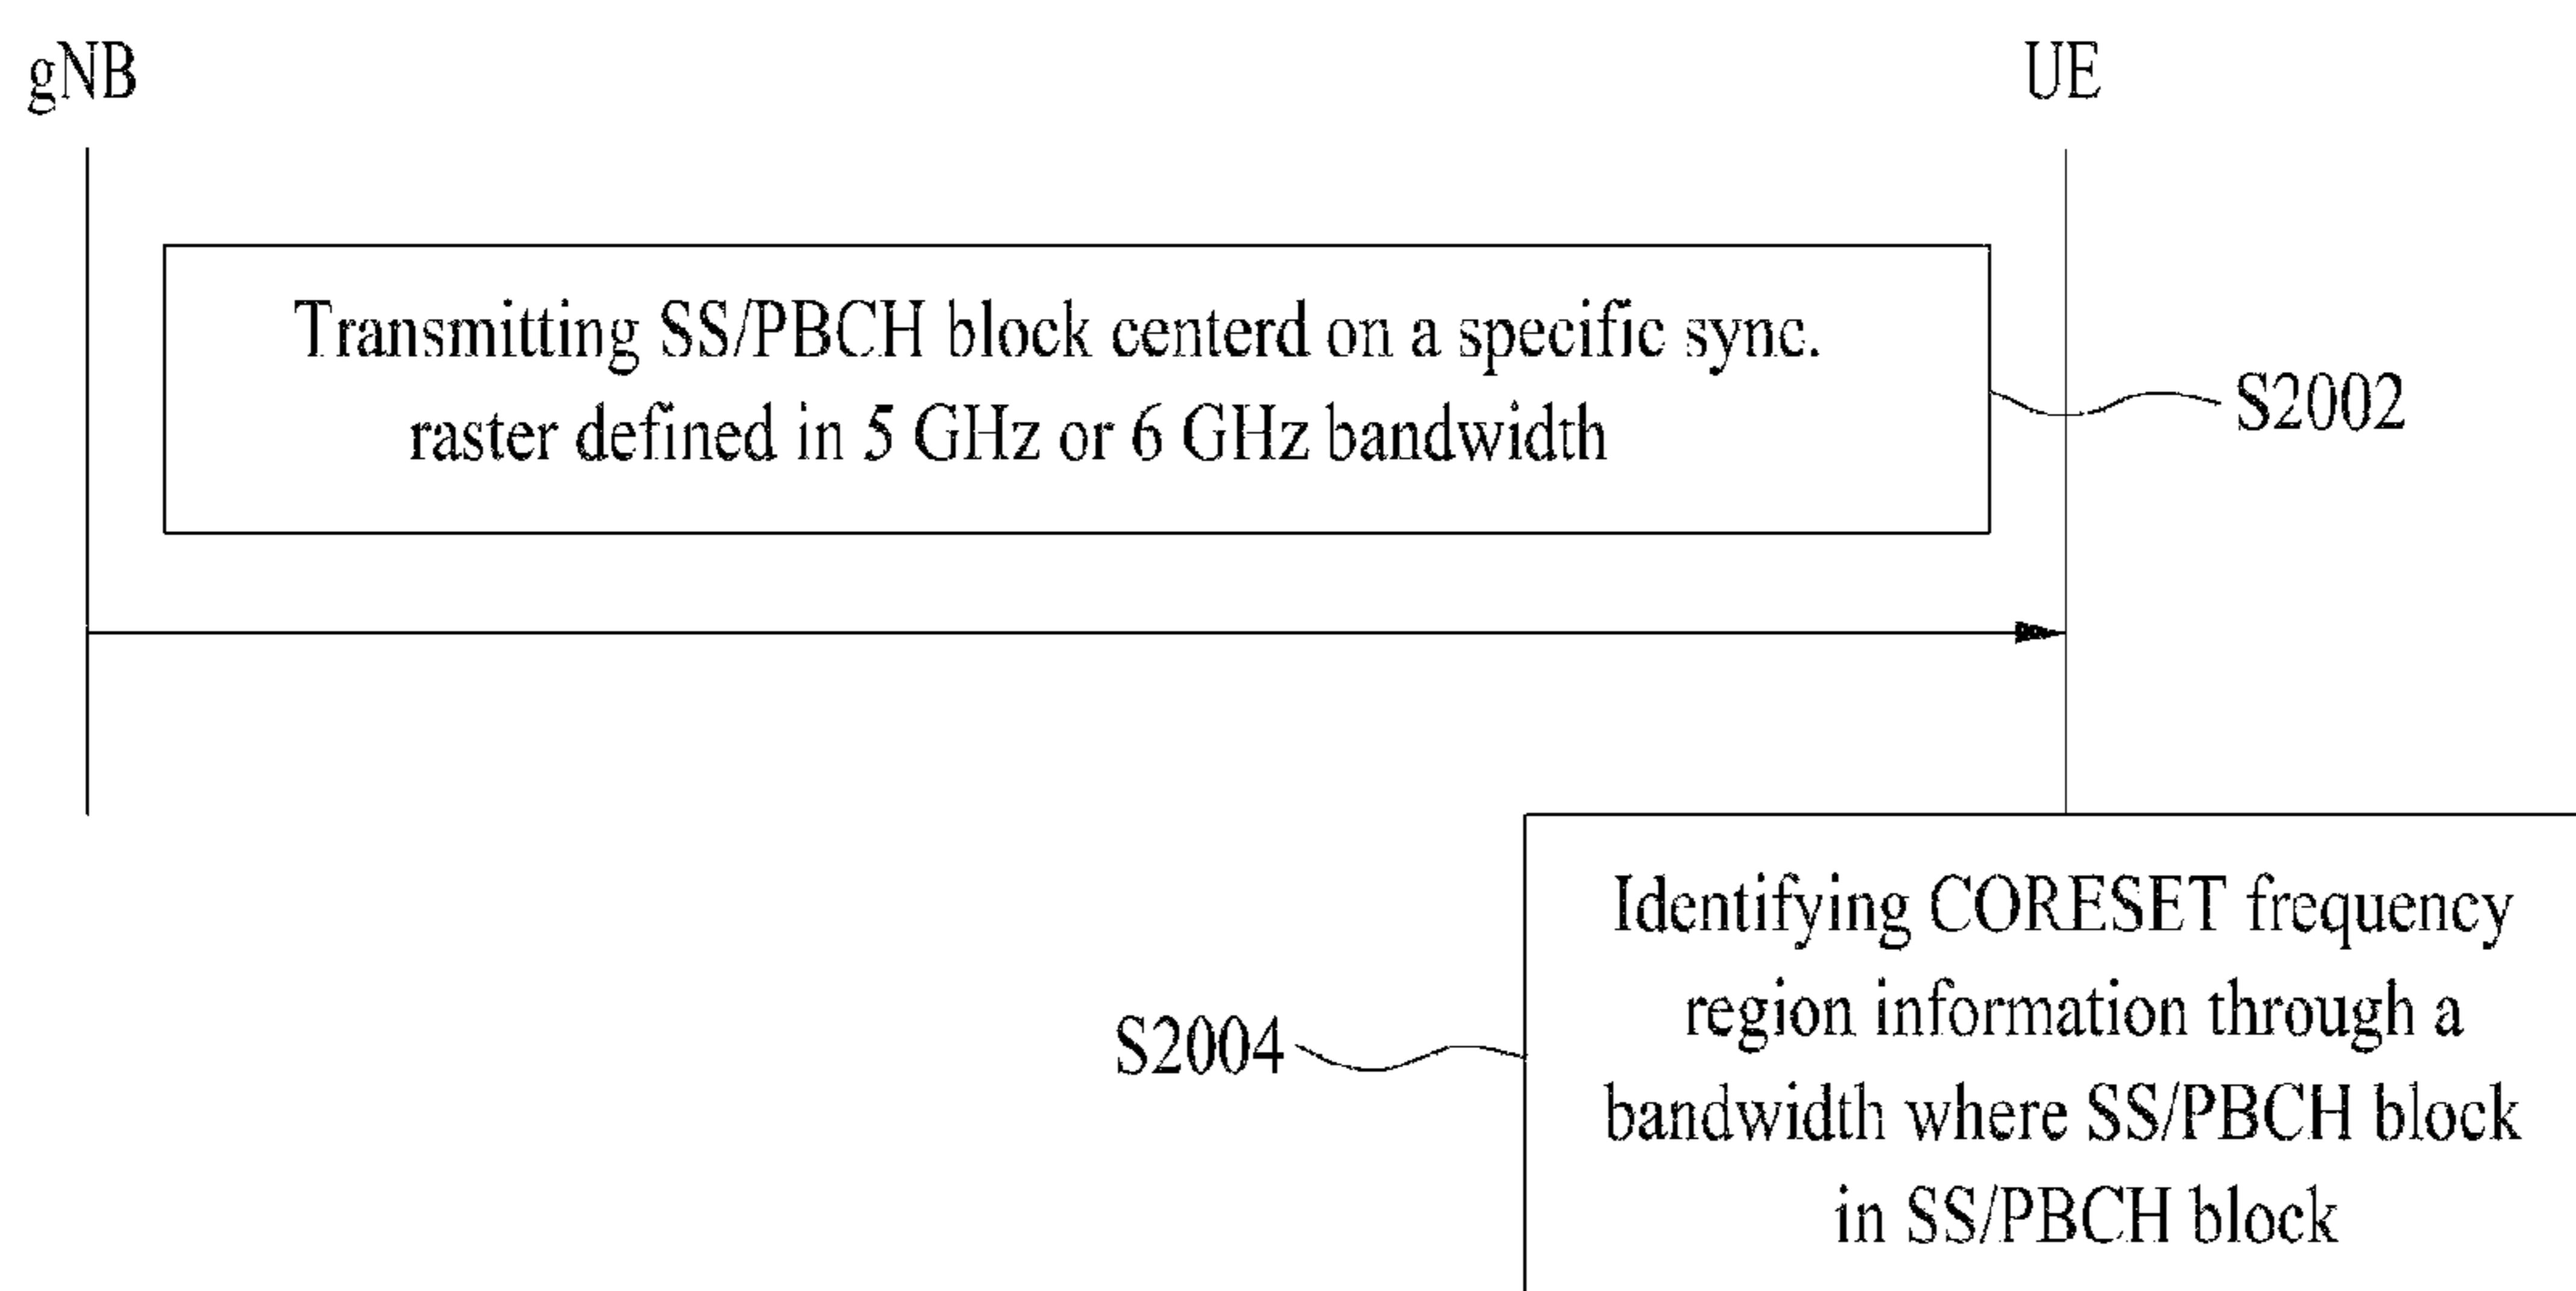 gNB
UE
Transmitting SS/PBCH block centerd on a specific sync.
raster defined in 5 GHz or 6 GHz bandwidth
S2002
Identifying CORESET frequency
region information through a
S2004
bandwidth where SS/PBCH block
in SS/PBCH block